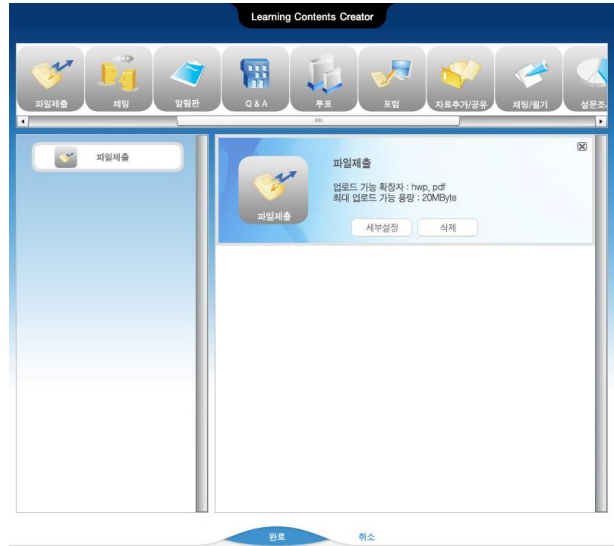 Learning Contents Creator
파일제출 채팅 알림판 Q & A 투표 포럼 자료추가/공유 채팅/필기 설문조
파일제출
파일제출
업로드 가능 확장자 : hwp, pdf
최대 업로드 가능 용량 : 20MByte
파일제출
세부설정 삭제
완료 취소